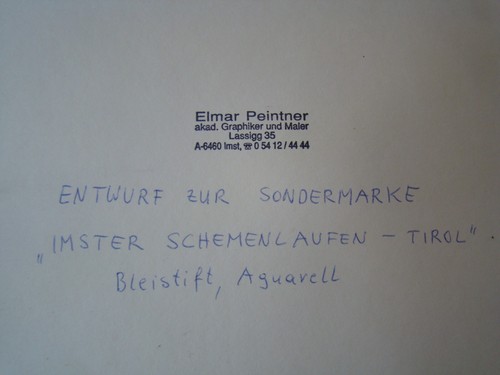 Elmar Peintner
akad. Graphiker und Maler
Lassigg 35
A-6460 Imst, ☎ 0 54 12 / 44 44
ENTWURF ZUR SONDERMARKE
„IMSTER SCHEMENLAUFEN – TIROL".
Bleistift, Aquarell